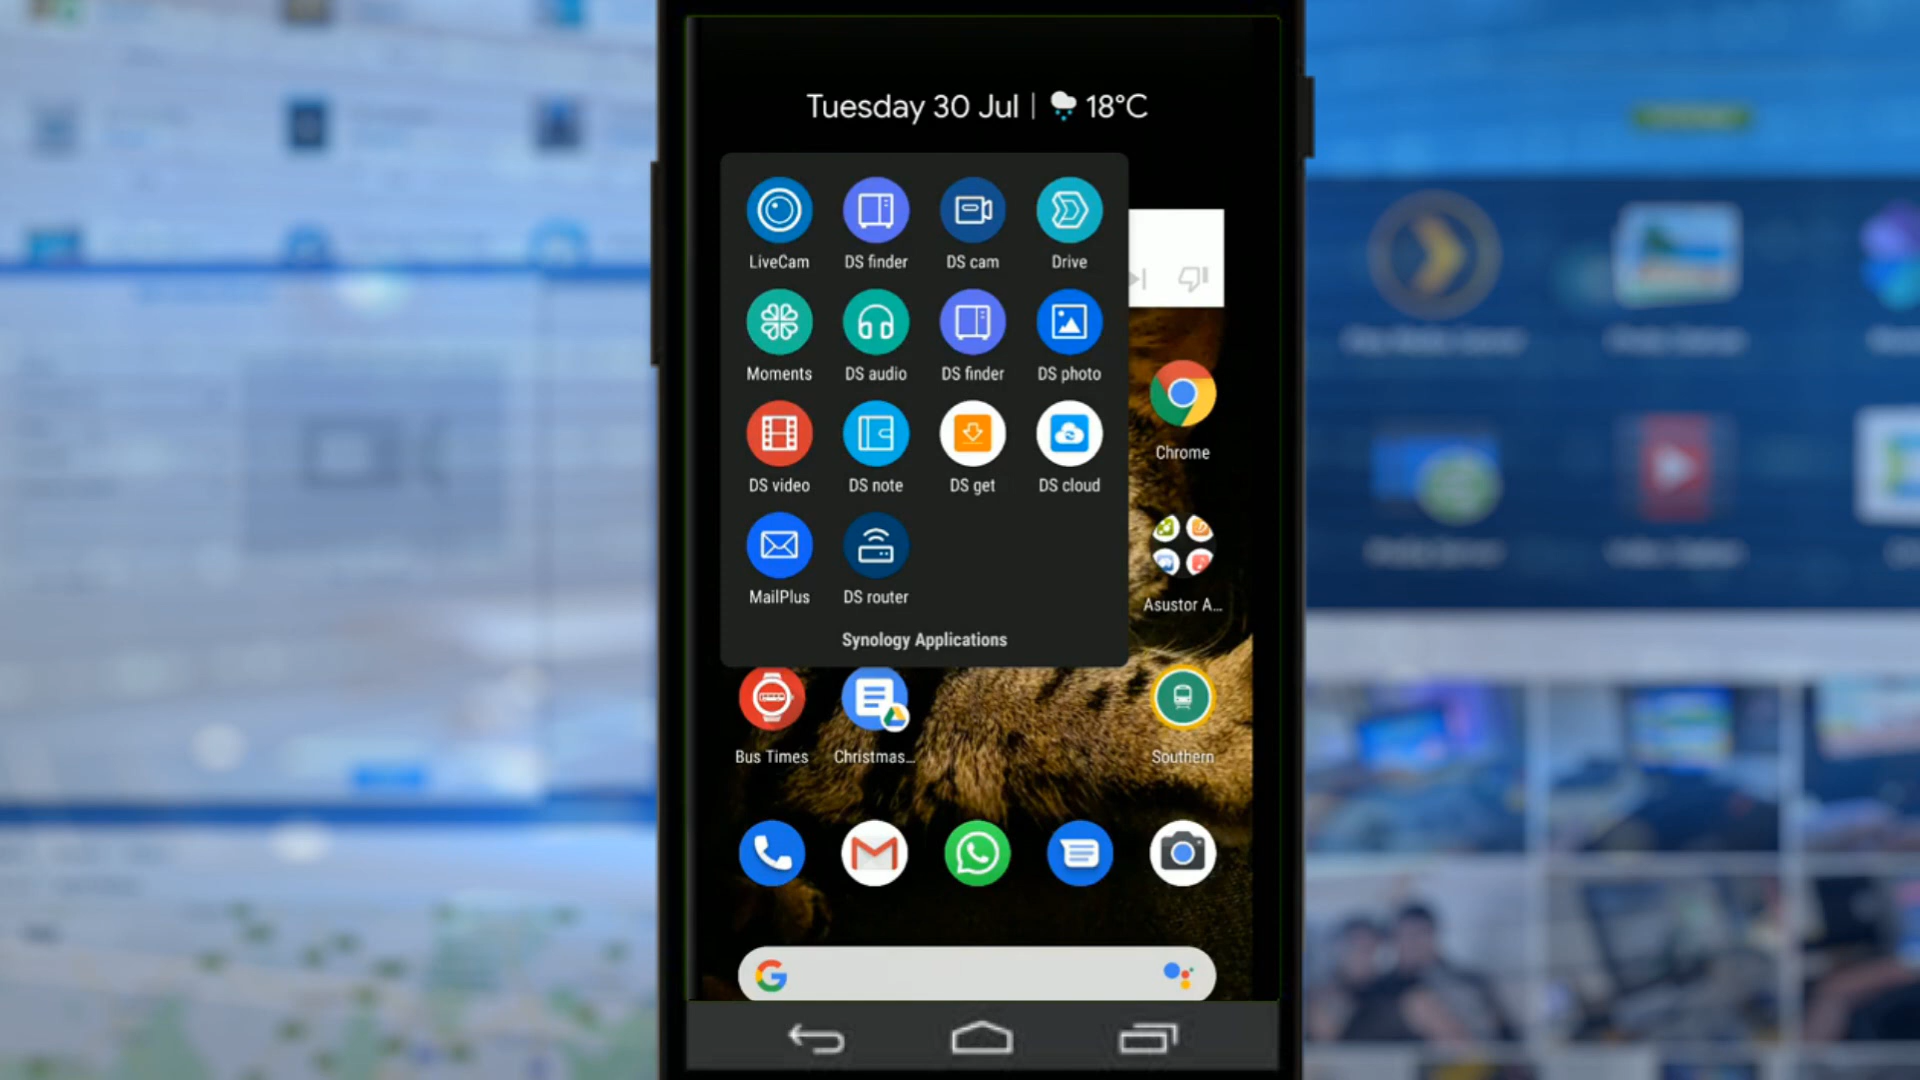 Tuesday 30 Jul | 18°C
LiveCam DS finder DS cam Drive
Moments DS audio DS finder DS photo
DS video DS note DS get DS cloud
MailPlus DS router
Synology Applications
Chrome
Asustor A...
Bus Times Christmas... Southern